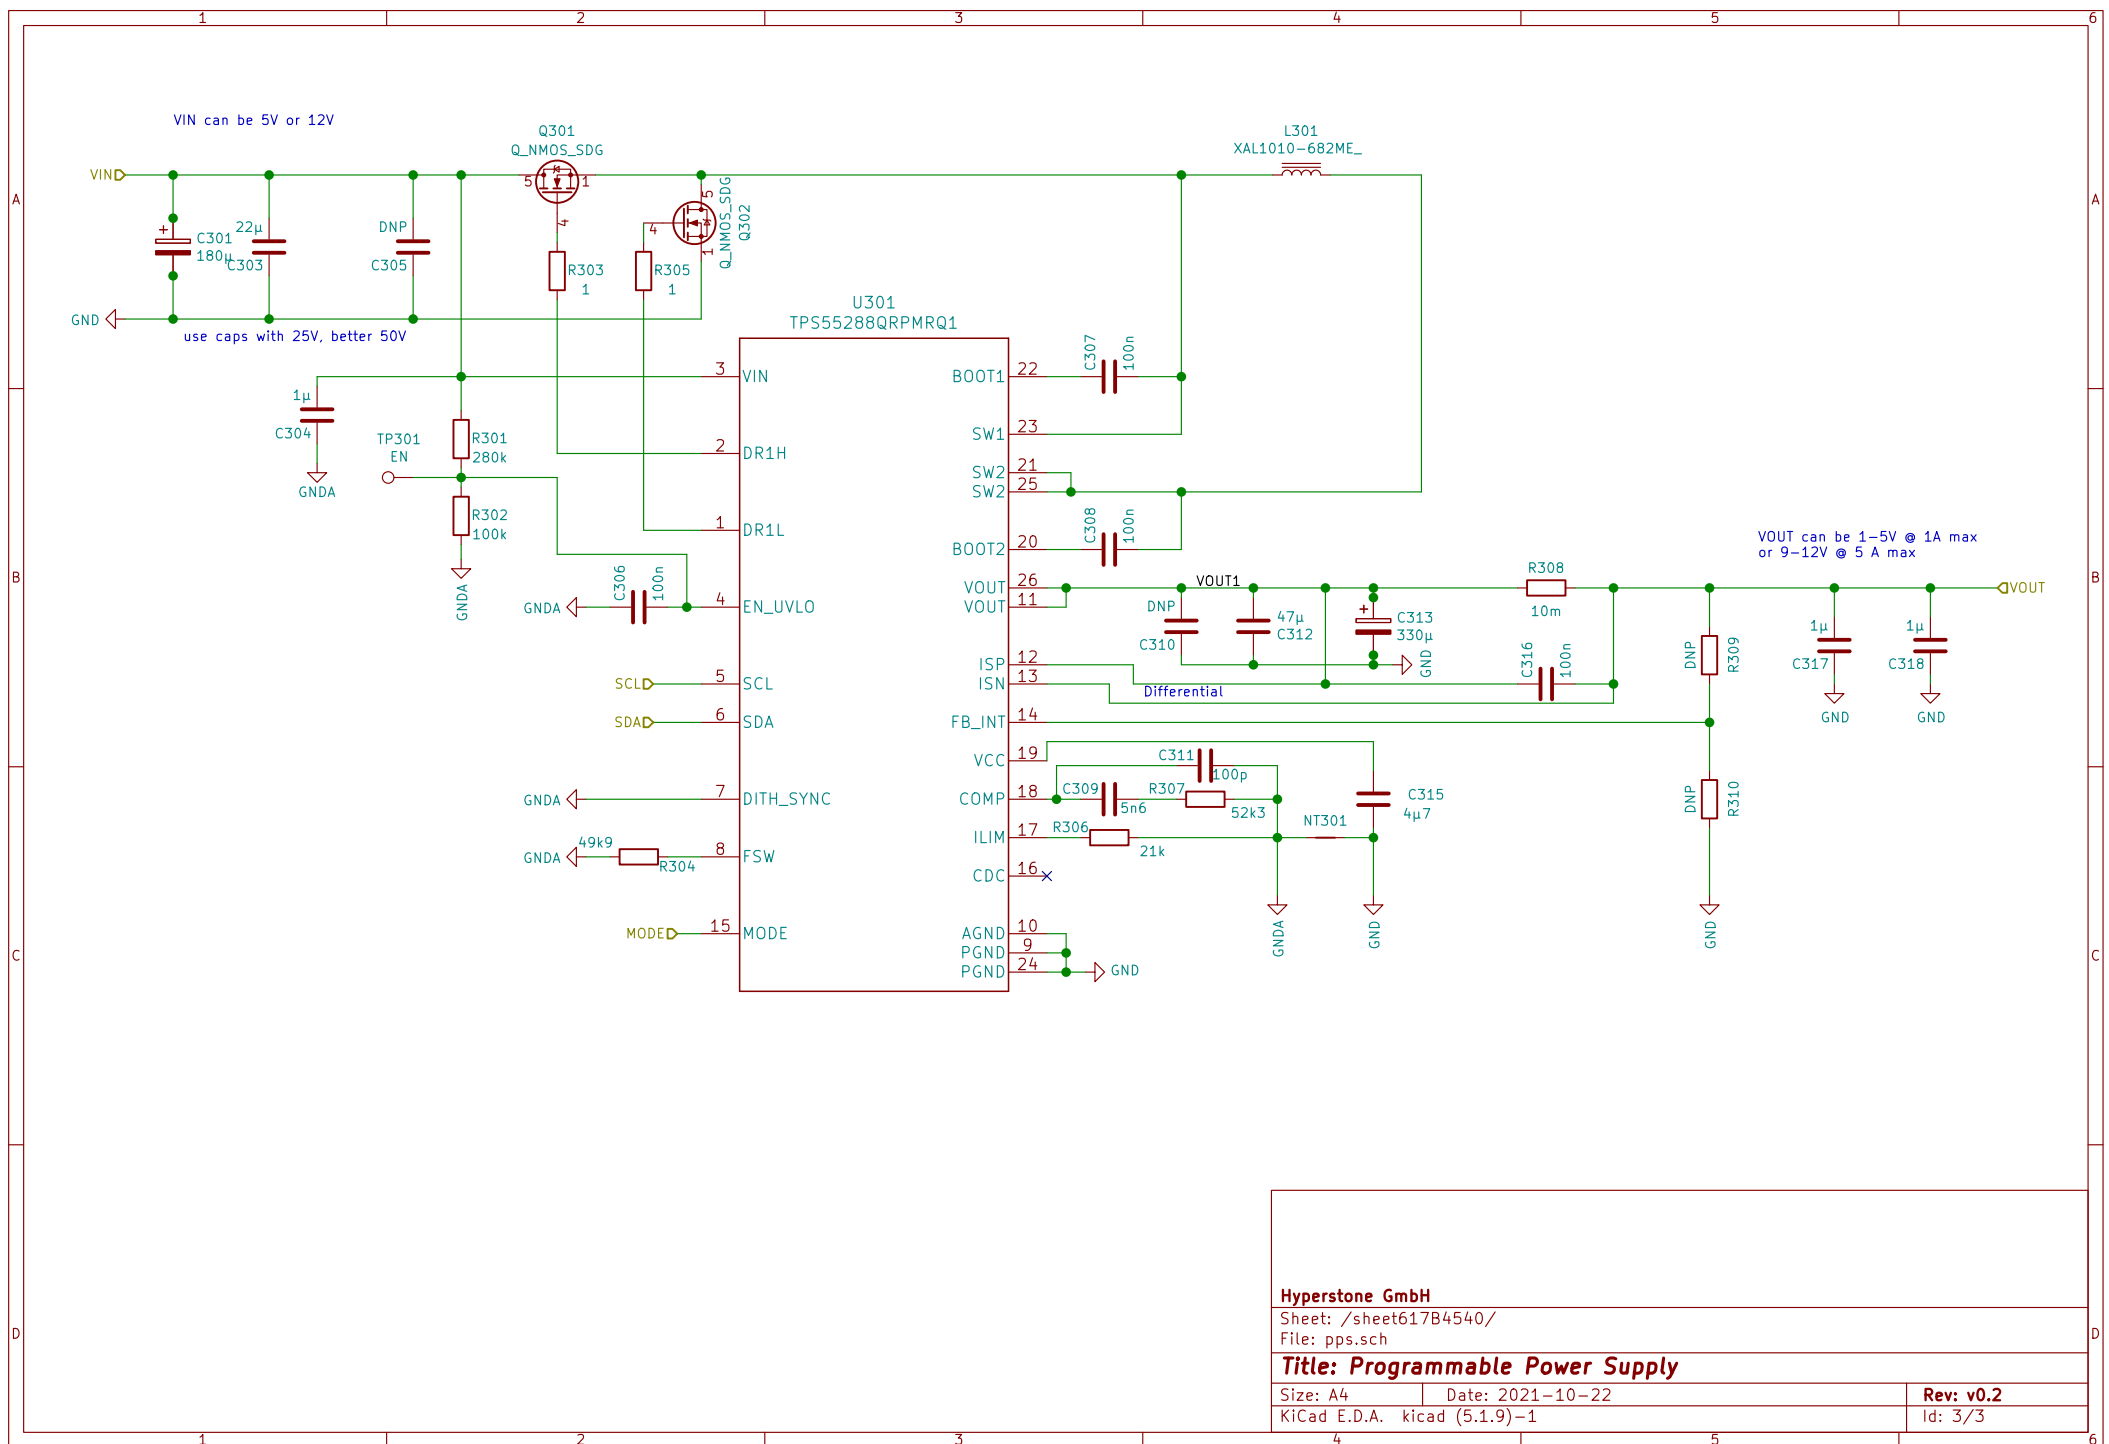 1 2 3 4 5 6
A
B
C
D
A
B
C
D
VIN can be 5V or 12V
VIN
C301
180µ
22µ
C303
DNP
C305
GND
use caps with 25V, better 50V
Q301
Q_NMOS_SDG
5
1
4
Q_NMOS_SDG
Q302
5
4
1
R303
1
R305
1
L301
XAL1010-682ME_
1µ
C304
GNDA
TP301
EN
R301
280k
R302
100k
GNDA
C306
100n
GNDA
SCL
SDA
GNDA
49k9
GNDA
R304
MODE
U301
TPS55288QRPMRQ1
3 VIN
2 DR1H
1 DR1L
4 EN_UVLO
5 SCL
6 SDA
7 DITH_SYNC
8 FSW
15 MODE
BOOT1 22
SW1 23
SW2 21
SW2 25
BOOT2 20
VOUT 26
VOUT 11
ISP 12
ISN 13
FB_INT 14
VCC 19
COMP 18
ILIM 17
CDC 16
AGND 10
PGND 9
PGND 24
GND
C307
100n
C308
100n
VOUT1
DNP
C310
47µ
C312
C313
330µ
GND
Differential
R308
10m
C316
100n
VOUT can be 1-5V @ 1A max
or 9-12V @ 5 A max
VOUT
DNP
R309
1µ
C317
GND
1µ
C318
GND
C311
100p
C309
5n6
R307
52k3
R306
21k
NT301
C315
4µ7
GNDA
GND
DNP
R310
GND
Hyperstone GmbH
Sheet: /sheet617B4540/
File: pps.sch
Title: Programmable Power Supply
Size: A4 Date: 2021-10-22 Rev: v0.2
KiCad E.D.A. kicad (5.1.9)-1 Id: 3/3
1 2 3 4 5 6